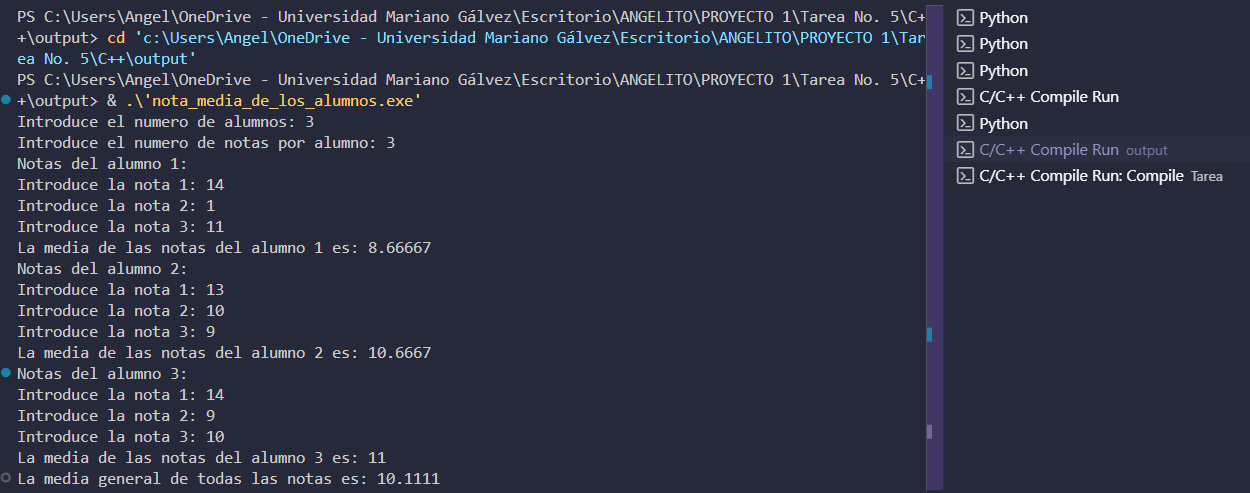 PS C:\Users\Angel\OneDrive - Universidad Mariano Gálvez\Escritorio\ANGELITO\PROYECTO 1\Tarea No. 5\C+
+\output> cd 'c:\Users\Angel\OneDrive - Universidad Mariano Gálvez\Escritorio\ANGELITO\PROYECTO 1\Tar
ea No. 5\C++\output'
PS C:\Users\Angel\OneDrive - Universidad Mariano Gálvez\Escritorio\ANGELITO\PROYECTO 1\Tarea No. 5\C+
+\output> & .\'nota_media_de_los_alumnos.exe'
Introduce el numero de alumnos: 3
Introduce el numero de notas por alumno: 3
Notas del alumno 1:
Introduce la nota 1: 14
Introduce la nota 2: 1
Introduce la nota 3: 11
La media de las notas del alumno 1 es: 8.66667
Notas del alumno 2:
Introduce la nota 1: 13
Introduce la nota 2: 10
Introduce la nota 3: 9
La media de las notas del alumno 2 es: 10.6667
Notas del alumno 3:
Introduce la nota 1: 14
Introduce la nota 2: 9
Introduce la nota 3: 10
La media de las notas del alumno 3 es: 11
La media general de todas las notas es: 10.1111
Python
Python
Python
C/C++ Compile Run
Python
C/C++ Compile Run output
C/C++ Compile Run: Compile Tarea